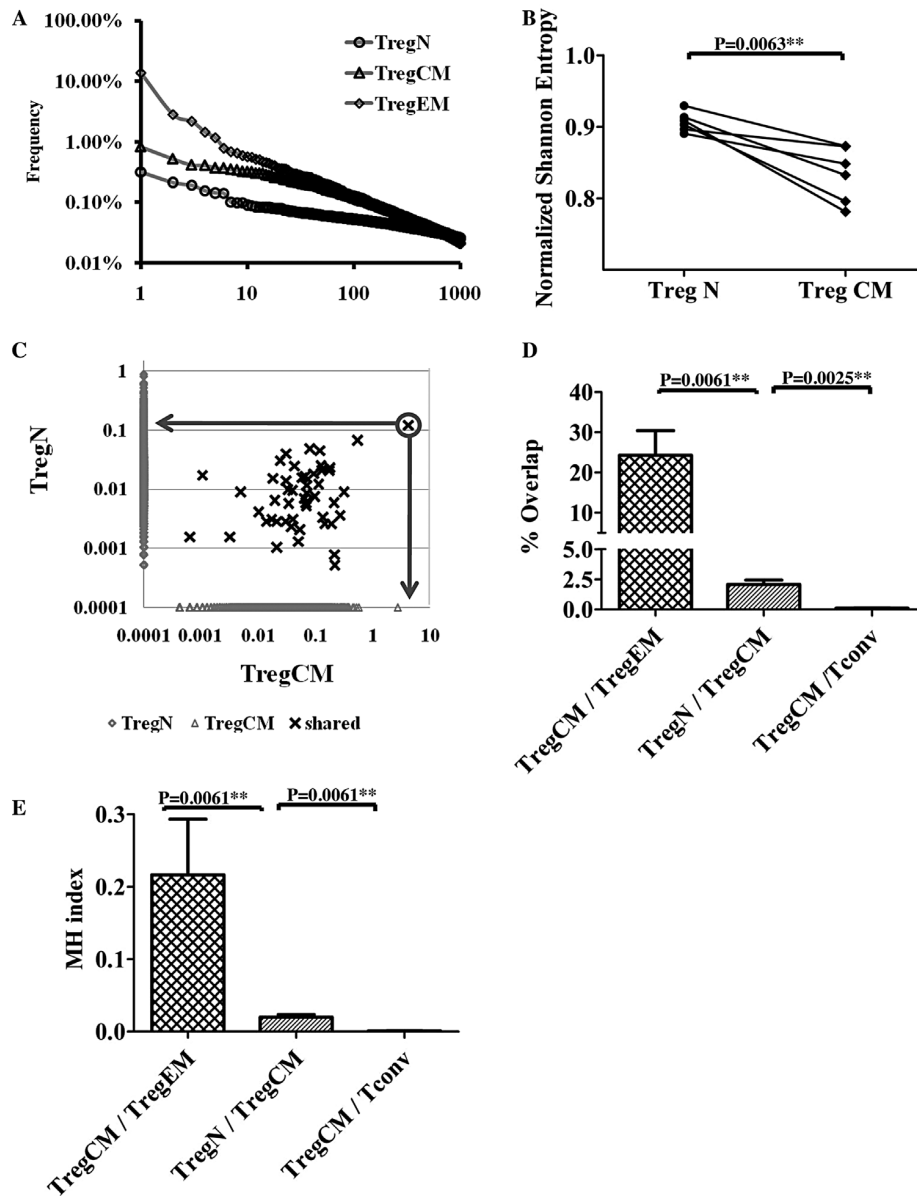 A
100.00%
10.00%
1.00%
0.10%
0.01%
Frequency
1
10
100
1000
TregN
TregCM
TregEM
B
P=0.0063**
Normalized Shannon Entropy
1.0
0.9
0.8
Treg N
Treg CM
C
TregN
1
0.1
0.01
0.001
0.0001
0.0001
0.001
0.01
0.1
1
10
TregCM
TregN
TregCM
shared
D
P=0.0061**
P=0.0025**
% Overlap
40
30
20
10
5.0
2.5
0.0
TregCM / TregEM
TregN / TregCM
TregCM /Tconv
E
P=0.0061**
P=0.0061**
MH index
0.3
0.2
0.1
0.0
TregCM / TregEM
TregN / TregCM
TregCM / Tconv